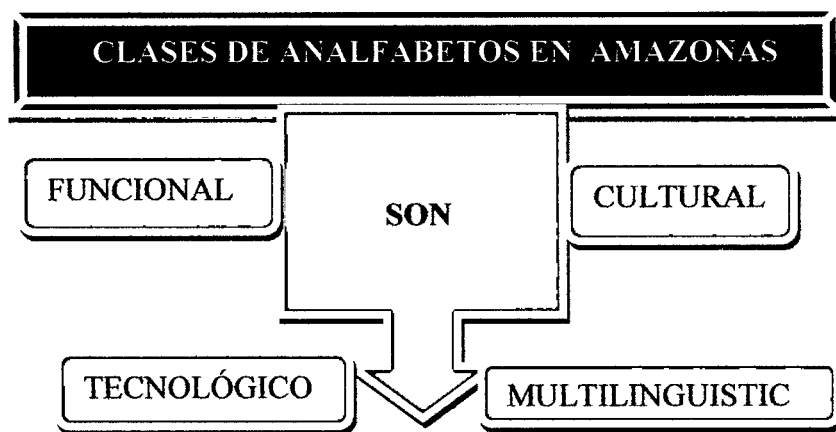 CLASES DE ANALFABETOS EN AMAZONAS
FUNCIONAL
SON
CULTURAL
TECNOLÓGICO
MULTILINGUISTIC